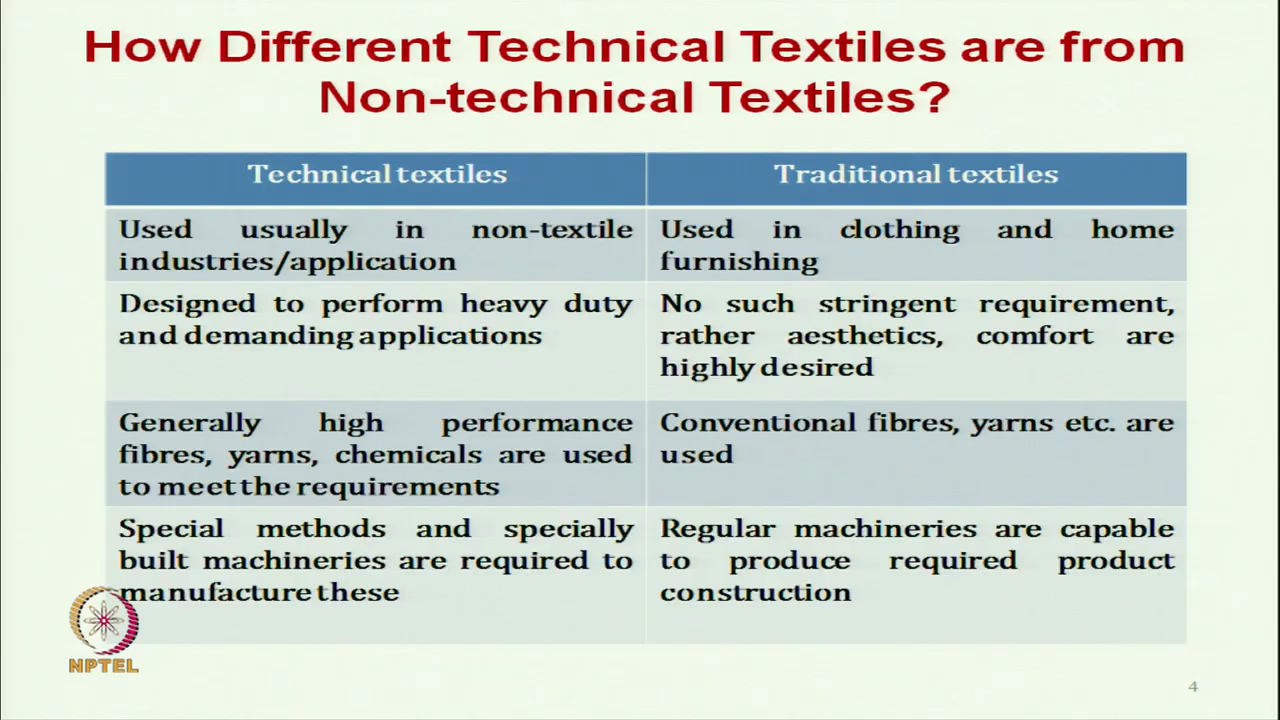 How Different Technical Textiles are from
Non-technical Textiles?
Technical textiles
Traditional textiles
Used usually in non-textile
industries/application
Used in clothing and home
furnishing
Designed to perform heavy duty
and demanding applications
No such stringent requirement,
rather aesthetics, comfort are
highly desired
Generally high performance
fibres, yarns, chemicals are used
to meet the requirements
Conventional fibres, yarns etc. are
used
Special methods and specially
built machineries are required to
manufacture these
Regular machineries are capable
to produce required product
construction
NPTEL
4